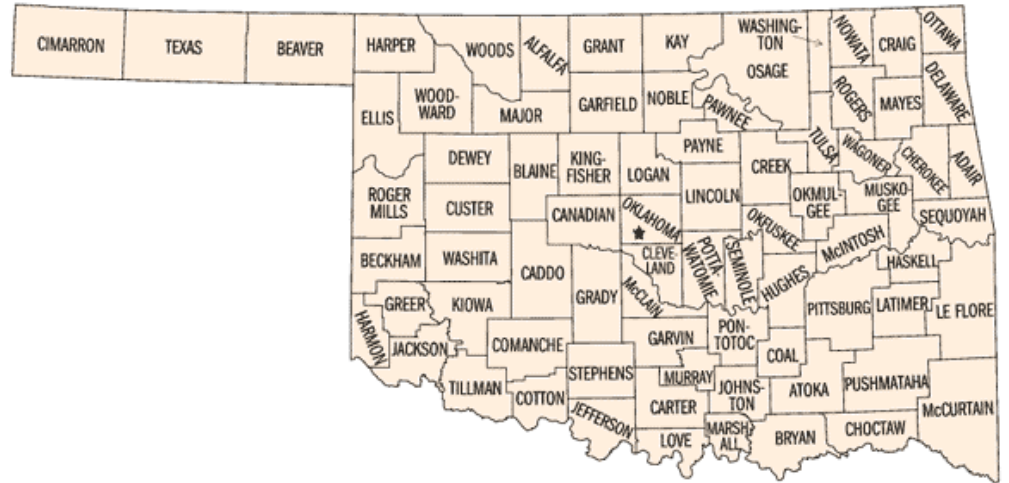 CIMARRON
TEXAS
BEAVER
HARPER
WOODS
ALFALFA
GRANT
KAY
WASHING-
TON
OSAGE
NOWATA
CRAIG
OTTAWA
ELLIS
WOOD-
WARD
MAJOR
GARFIELD
NOBLE
PAWNEE
ROGERS
MAYES
DELAWARE
DEWEY
BLAINE
KING-
FISHER
LOGAN
PAYNE
CREEK
TULSA
WAGONER
CHEROKEE
ADAIR
ROGER
MILLS
CUSTER
CANADIAN
OKLAHOMA
LINCOLN
OKFUSKEE
OKMUL-
GEE
MUSKO-
GEE
SEQUOYAH
BECKHAM
WASHITA
CADDO
GRADY
CLEVE-
LAND
McCLAIN
POTTA-
WATOMIE
SEMINOLE
HUGHES
McINTOSH
HASKELL
GREER
KIOWA
HARMON
JACKSON
COMANCHE
GARVIN
PON-
TOTOC
PITTSBURG
LATIMER
LE FLORE
TILLMAN
COTTON
STEPHENS
MURRAY
JOHNS-
TON
COAL
ATOKA
PUSHMATAHA
McCURTAIN
JEFFERSON
CARTER
LOVE
MARSH-
ALL
BRYAN
CHOCTAW